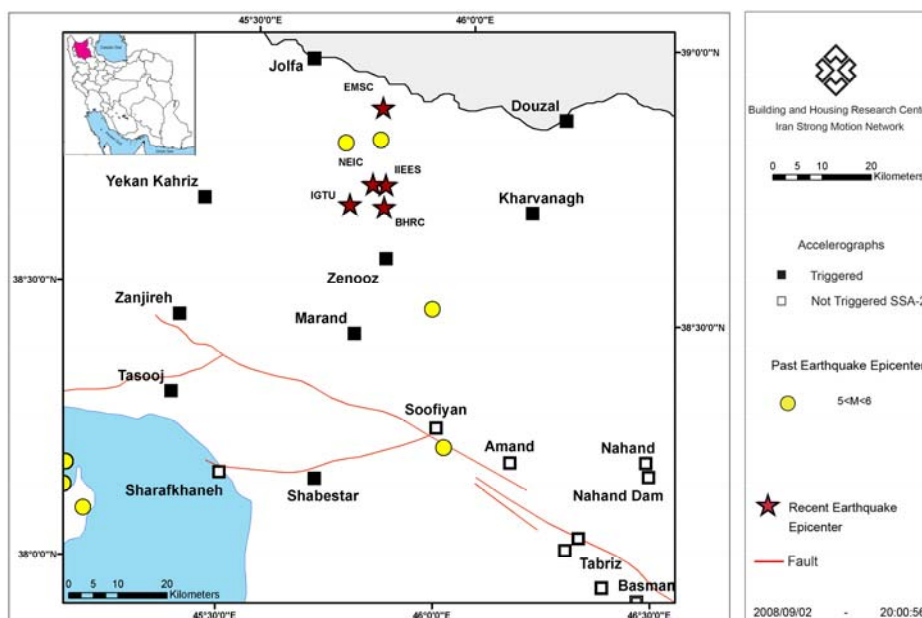 45°30'0"E
46°0'0"E
39°0'0"N
Jolfa
EMSC
Douzal
NEIC
IIEES
Yekan Kahriz
IGTU
Kharvanagh
BHRC
Zenooz
38°30'0"N
Zanjireh
Marand
38°30'0"N
Tasooj
Soofiyan
Amand
Nahand
Sharafkhaneh
Shabestar
Nahand Dam
38°0'0"N
Tabriz
Basman
0 5 10 20
Kilometers
45°30'0"E
46°0'0"E
46°30'0"E
Building and Housing Research Cent
Iran Strong Motion Network
0 5 10 20
Kilometers
Accelerographs
Triggered
Not Triggered SSA-2
Past Earthquake Epicenter
5<M<6
Recent Earthquake
Epicenter
Fault
2008/09/02 - 20:00:56